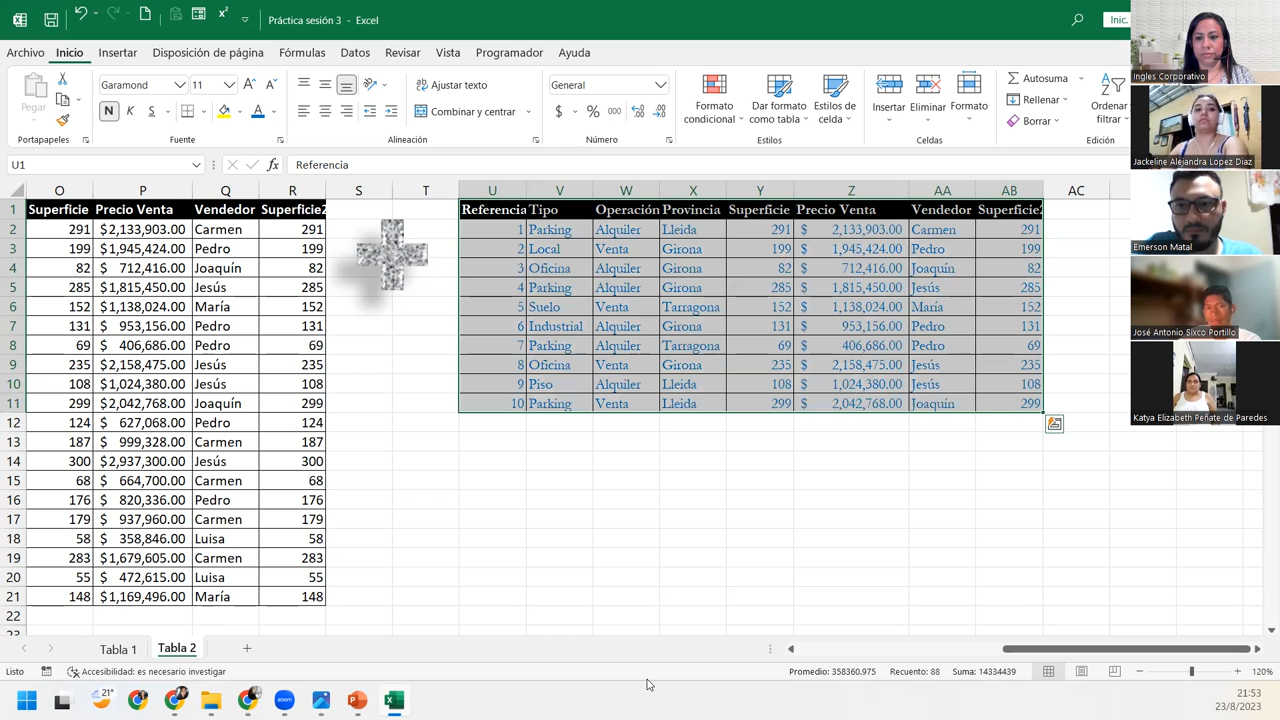 Práctica sesión 3 - Excel
Inic.
Archivo Inicio Insertar Disposición de página Fórmulas Datos Revisar Vista Programador Ayuda
Pegar
Portapapeles
Garamond 11
N K S
Fuente
Ajustar texto
Combinar y centrar
Alineación
General
$ % 000
Número
Formato condicional
Dar formato como tabla
Estilos de celda
Estilos
Insertar
Eliminar
Formato
Celdas
Autosuma
Rellenar
Borrar
Ordenar
Edición
U1 fx Referencia
O P Q R S T U V W X Y Z AA AB AC
1 Superficie Precio Venta Vendedor Superficie2 Referencia Tipo Operación Provincia Superficie Precio Venta Vendedor Superficie2
2 291 $2,133,903.00 Carmen 291 1 Parking Alquiler Lleida 291 $ 2,133,903.00 Carmen 291
3 199 $1,945,424.00 Pedro 199 2 Local Venta Girona 199 $ 1,945,424.00 Pedro 199
4 82 $ 712,416.00 Joaquín 82 3 Oficina Alquiler Girona 82 $ 712,416.00 Joaquín 82
5 285 $1,815,450.00 Jesús 285 4 Parking Alquiler Girona 285 $ 1,815,450.00 Jesús 285
6 152 $1,138,024.00 María 152 5 Suelo Venta Tarragona 152 $ 1,138,024.00 María 152
7 131 $ 953,156.00 Pedro 131 6 Industrial Alquiler Girona 131 $ 953,156.00 Pedro 131
8 69 $ 406,686.00 Pedro 69 7 Parking Alquiler Tarragona 69 $ 406,686.00 Pedro 69
9 235 $2,158,475.00 Jesús 235 8 Oficina Venta Girona 235 $ 2,158,475.00 Jesús 235
10 108 $1,024,380.00 Jesús 108 9 Piso Alquiler Lleida 108 $ 1,024,380.00 Jesús 108
11 299 $2,042,768.00 Joaquín 299 10 Parking Venta Lleida 299 $ 2,042,768.00 Joaquín 299
12 124 $ 627,068.00 Pedro 124
13 187 $ 999,328.00 Carmen 187
14 300 $2,937,300.00 Jesús 300
15 68 $ 664,700.00 Carmen 68
16 176 $ 820,336.00 Pedro 176
17 179 $ 937,960.00 Carmen 179
18 58 $ 358,846.00 Luisa 58
19 283 $1,679,605.00 Carmen 283
20 55 $ 472,615.00 Luisa 55
21 148 $1,169,496.00 María 148
22
23
Tabla 1 Tabla 2
Listo Accesibilidad: es necesario investigar Promedio: 358360.975 Recuento: 88 Suma: 14334439 120%
21°
zoom
21:53
23/8/2023
Ingles Corporativo
Jackeline Alejandra Lopez Diaz
Emerson Matal
José Antonio Sixco Portillo
Katya Elizabeth Peñate de Paredes